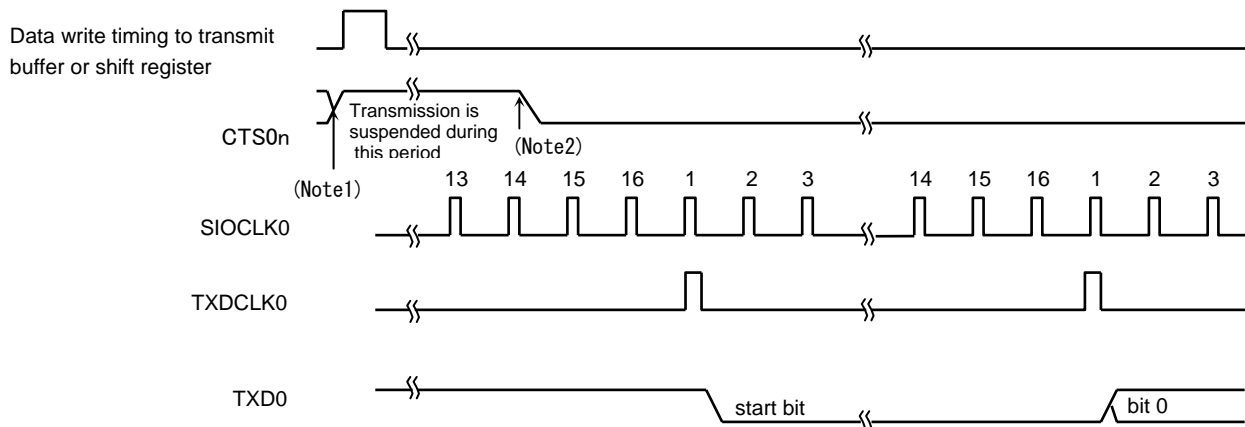 Data write timing to transmit
buffer or shift register
CTS0n
Transmission is
suspended during
this period
(Note1)
(Note2)
13 14 15 16 1 2 3 14 15 16 1 2 3
SIOCLK0
TXDCLK0
TXD0
start bit
bit 0